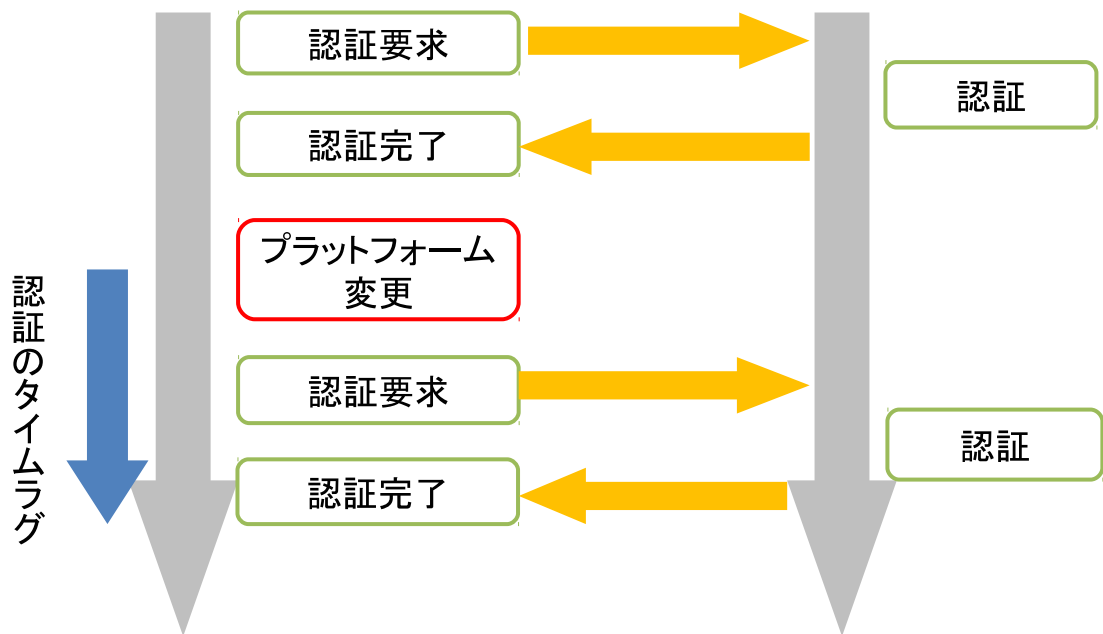 認証要求
認証
認証完了
プラットフォーム
変更
認証のタイムラグ
認証要求
認証
認証完了